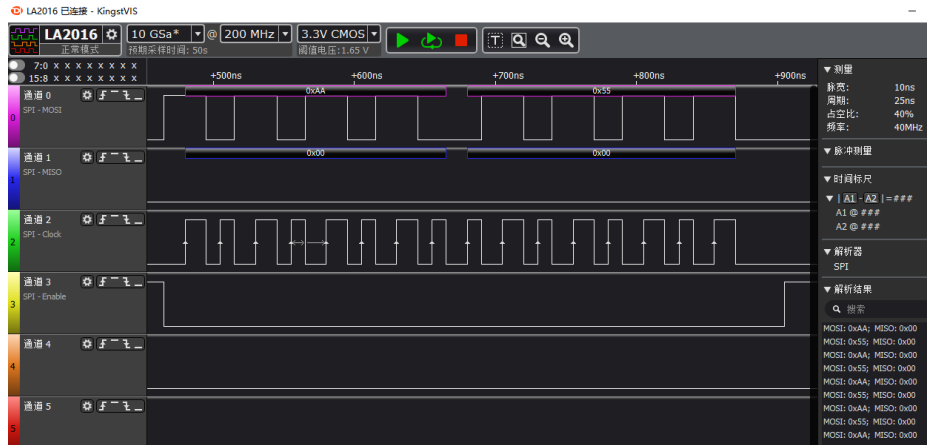 LA2016 已连接 - KingstVIS
LA2016
正常模式
10 GSa*
@
200 MHz
预期采样时间: 50s
3.3V CMOS
阈值电压:1.65 V
T
7:0 x x x x x x x x
15:8 x x x x x x x x
+500ns
+600ns
+700ns
+800ns
+900ns
0
通道 0
SPI - MOSI
0xAA
0x55
1
通道 1
SPI - MISO
0x00
0x00
2
通道 2
SPI - Clock
3
通道 3
SPI - Enable
4
通道 4
5
通道 5
测量
脉宽: 10ns
周期: 25ns
占空比: 40%
频率: 40MHz
脉冲测量
时间标尺
| A1 - A2 |=###
A1 @ ###
A2 @ ###
解析器
SPI
解析结果
搜索
MOSI: 0xAA; MISO: 0x00
MOSI: 0x55; MISO: 0x00
MOSI: 0xAA; MISO: 0x00
MOSI: 0x55; MISO: 0x00
MOSI: 0xAA; MISO: 0x00
MOSI: 0x55; MISO: 0x00
MOSI: 0xAA; MISO: 0x00
MOSI: 0x55; MISO: 0x00
MOSI: 0xAA; MISO: 0x00